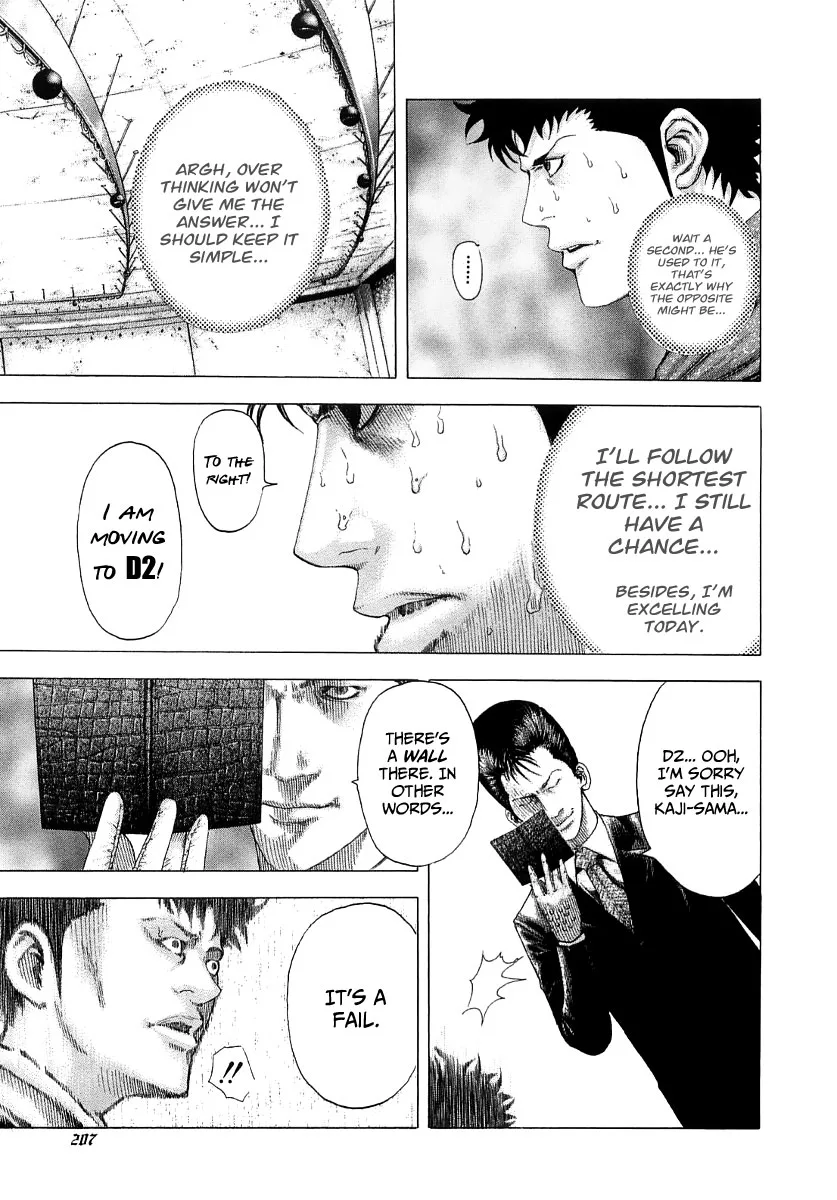 WAIT A
SECOND... HE'S
USED TO IT,
THAT'S
EXACTLY WHY
THE OPPOSITE
MIGHT BE...
......
ARGH, OVER
THINKING WON'T
GIVE ME THE
ANSWER... I
SHOULD KEEP IT
SIMPLE...
I'LL FOLLOW
THE SHORTEST
ROUTE... I STILL
HAVE A
CHANCE...
BESIDES, I'M
EXCELLING
TODAY.
TO THE
RIGHT!
I AM
MOVING
TO D2!
D2... OOH,
I'M SORRY
SAY THIS,
KAJI-SAMA...
THERE'S
A WALL
THERE. IN
OTHER
WORDS...
IT'S A
FAIL.
!!
207